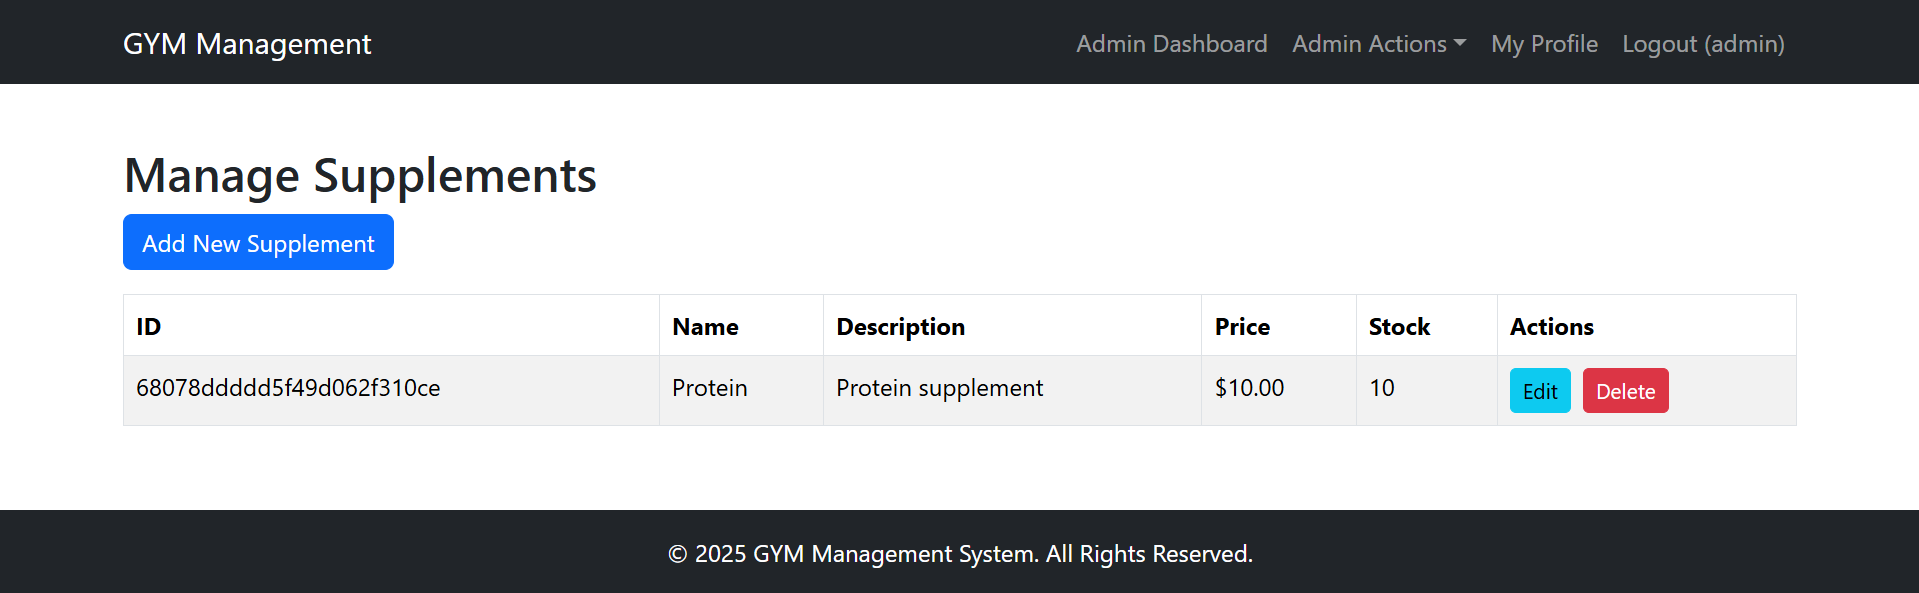 GYM Management Admin Dashboard Admin Actions My Profile Logout (admin)
Manage Supplements
Add New Supplement
ID Name Description Price Stock Actions
68078ddddd5f49d062f310ce Protein Protein supplement $10.00 10 Edit Delete
© 2025 GYM Management System. All Rights Reserved.